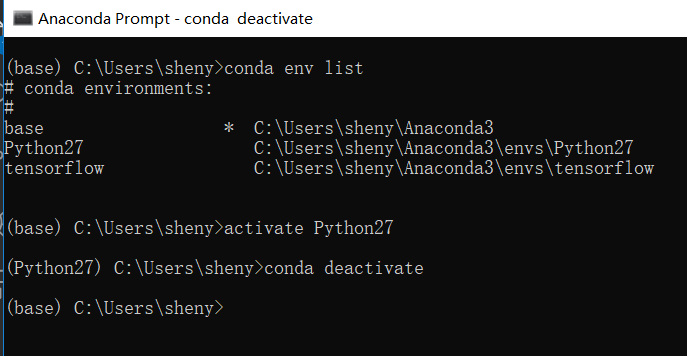 Anaconda Prompt - conda  deactivate
(base) C:\Users\sheny>conda env list
# conda environments:
#
base                  *  C:\Users\sheny\Anaconda3
Python27                 C:\Users\sheny\Anaconda3\envs\Python27
tensorflow               C:\Users\sheny\Anaconda3\envs\tensorflow
(base) C:\Users\sheny>activate Python27
(Python27) C:\Users\sheny>conda deactivate
(base) C:\Users\sheny>